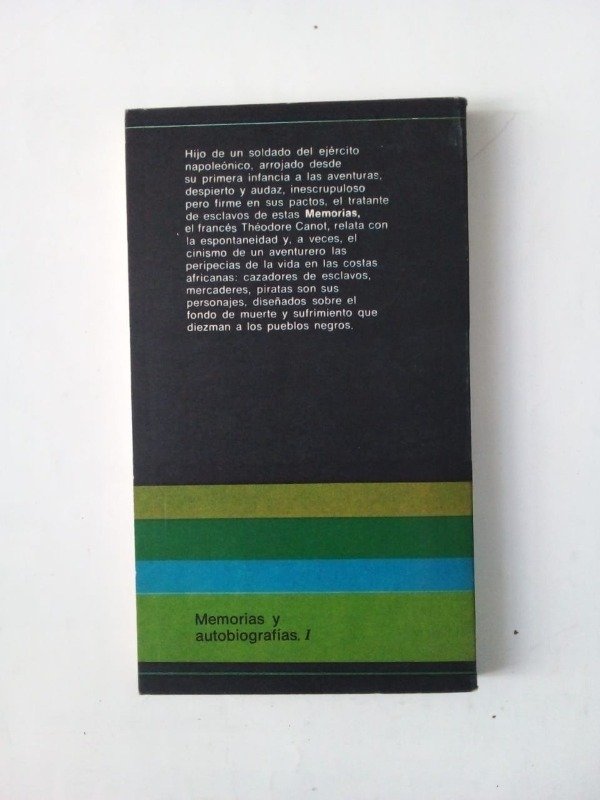 Hijo de un soldado del ejército
napoleónico, arrojado desde
su primera infancia a las aventuras,
despierto y audaz, inescrupuloso
pero firme en sus pactos, el tratante
de esclavos de estas Memorias,
el francés Théodore Canot, relata con
la espontaneidad y, a veces, el
cinismo de un aventurero las
peripecias de la vida en las costas
africanas: cazadores de esclavos,
mercaderes, piratas son sus
personajes, diseñados sobre el
fondo de muerte y sufrimiento que
diezman a los pueblos negros.
Memorias y
autobiografías. I